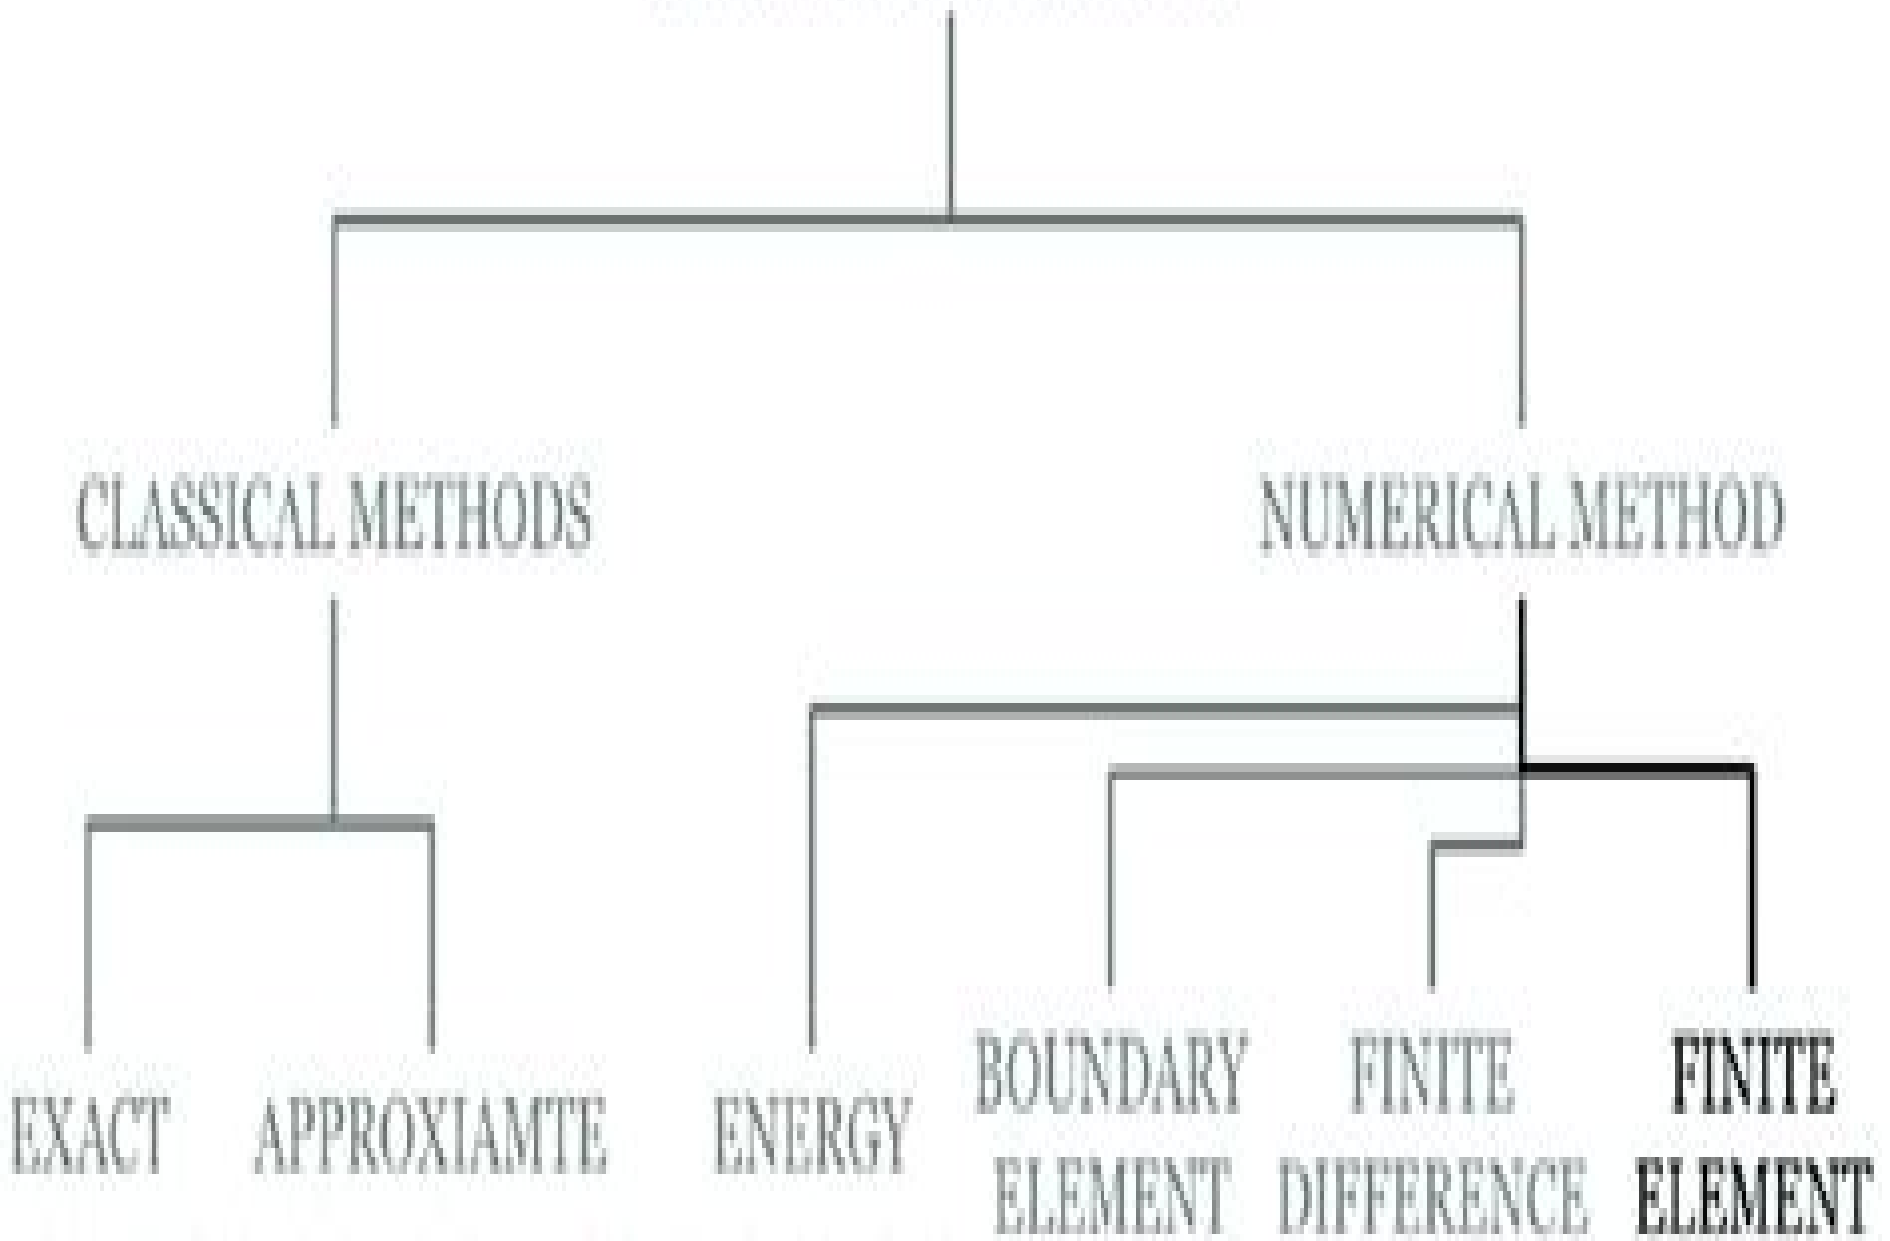 CLASSICAL METHODS
NUMERICAL METHOD
EXACT
APPROXIAMTE
ENERGY
BOUNDARY
ELEMENT
FINITE
DIFFERENCE
FINITE
ELEMENT